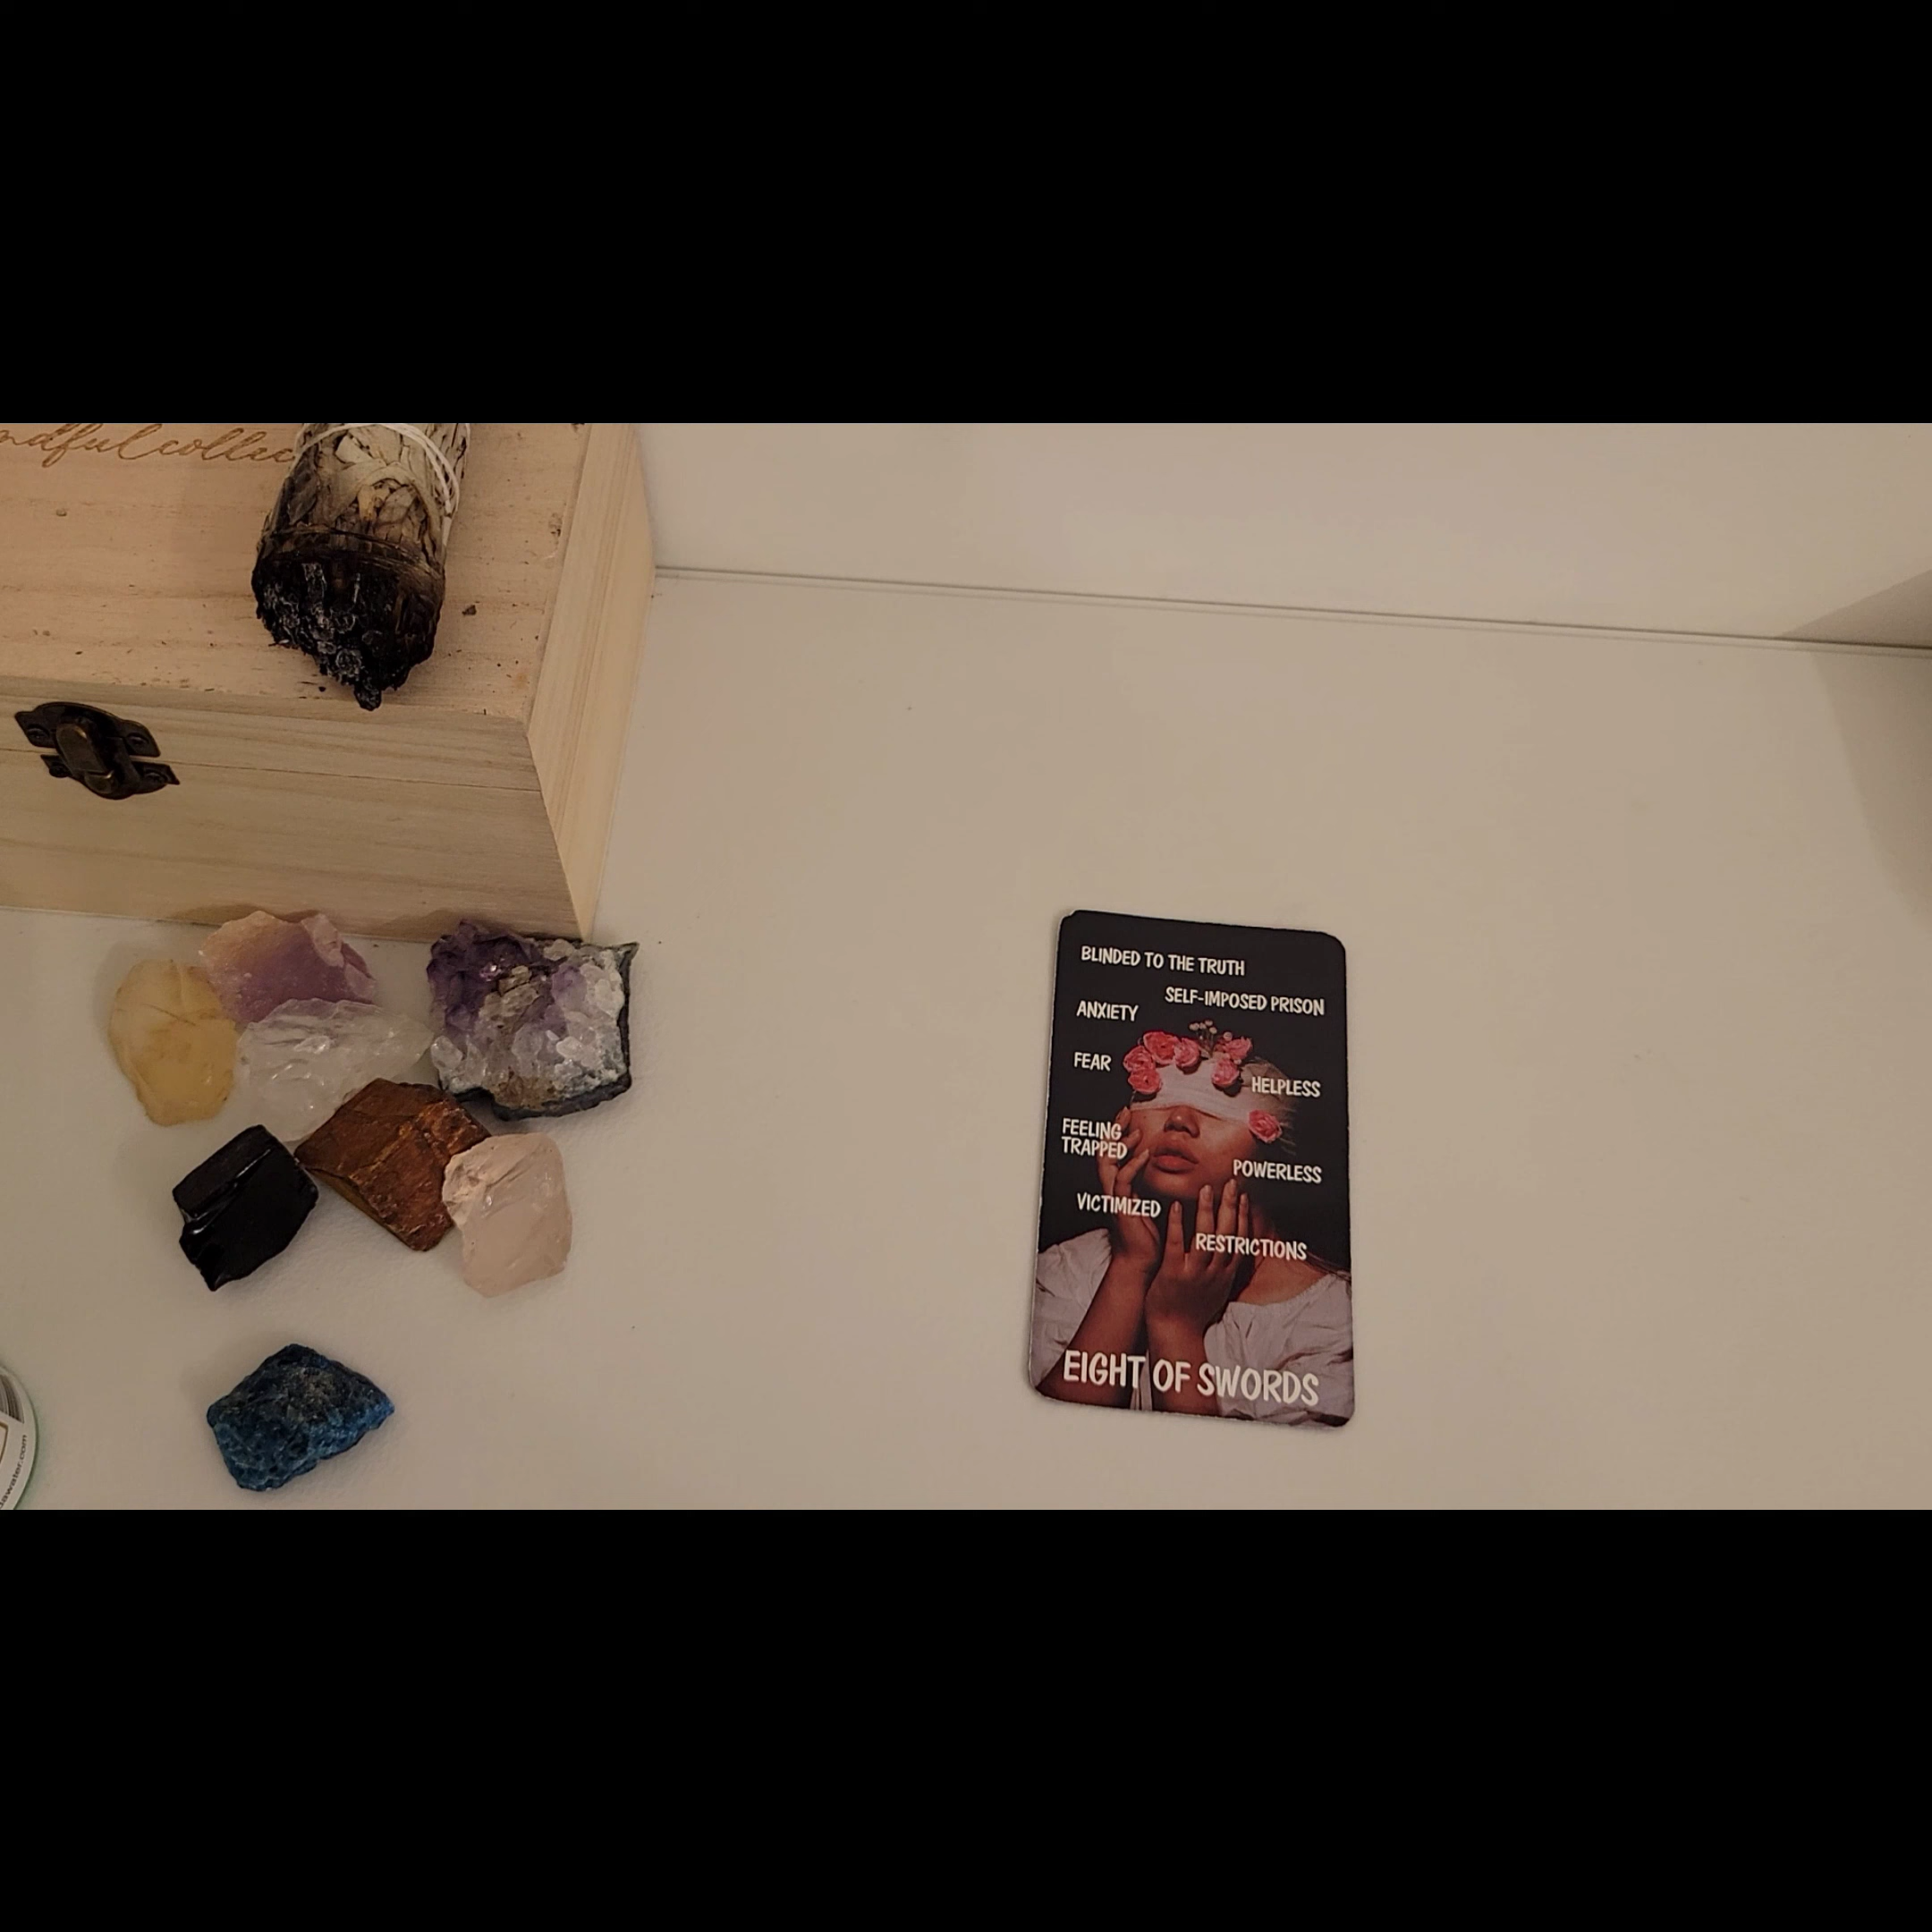 BLINDED TO THE TRUTH
SELF-IMPOSED PRISON
ANXIETY
FEAR
HELPLESS
FEELING
TRAPPED
POWERLESS
VICTIMIZED
RESTRICTIONS
EIGHT OF SWORDS